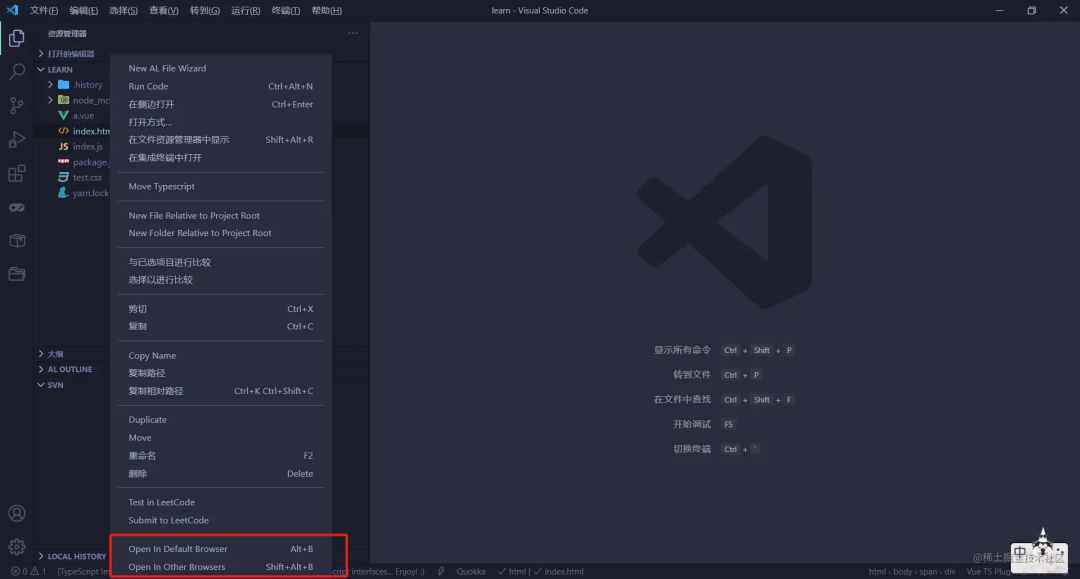 文件(F) 编辑(E) 选择(S) 查看(V) 转到(G) 运行(R) 终端(T) 帮助(H) learn - Visual Studio Code
资源管理器
打开的编辑器
LEARN
.history
node_mo
a.vue
index.htm
JS index.js
package.
test.css
yarn.lock
大纲
AL OUTLINE
SVN
LOCAL HISTORY
New AL File Wizard
Run Code Ctrl+Alt+N
在侧边打开 Ctrl+Enter
打开方式...
在文件资源管理器中显示 Shift+Alt+R
在集成终端中打开
Move Typescript
New File Relative to Project Root
New Folder Relative to Project Root
与已选项目进行比较
选择以进行比较
剪切 Ctrl+X
复制 Ctrl+C
Copy Name
复制路径
复制相对路径 Ctrl+K Ctrl+Shift+C
Duplicate
Move
重命名 F2
删除 Delete
Test in LeetCode
Submit to LeetCode
Open In Default Browser Alt+B
Open In Other Browsers Shift+Alt+B
显示所有命令 Ctrl + Shift + P
转到文件 Ctrl + P
在文件中查找 Ctrl + Shift + F
开始调试 F5
切换终端 Ctrl + `
@稀土掘金技术社区
0 1 [TypeScript Im cript interfaces... Enjoy! :) Quokka html index.html html › body › span › div Vue TS Plug